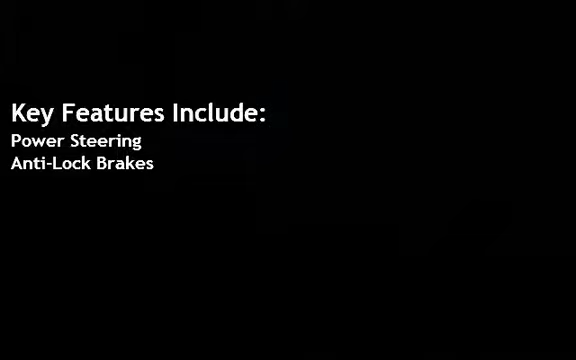 Key Features Include:
Power Steering
Anti-Lock Brakes